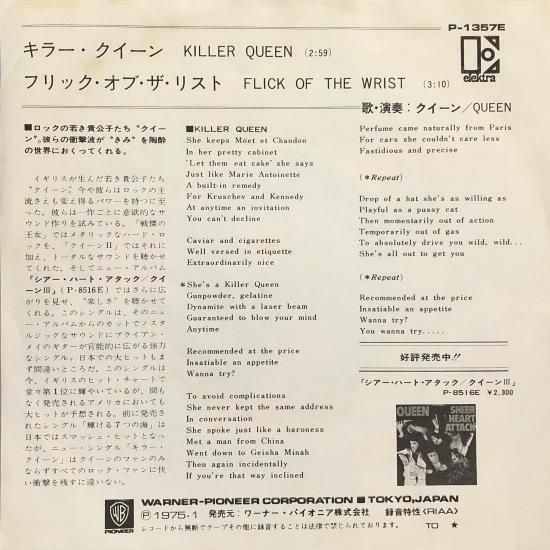 P-1357E
キラー・クイーン KILLER QUEEN (2:59)
フリック・オブ・ザ・リスト FLICK OF THE WRIST (3:10)
elektra
歌・演奏：クイーン／QUEEN
■ロックの若き貴公子たち〝クイー
ン〟。彼らの衝撃波が〝きみ〟を陶酔
の世界におくってくれる。
イギリスが生んだ若き貴公子たち
〝クイーン〟。今や彼らはロックの主
流さえも変え得るパワーを持つに至
った。彼らは一作ごとに意欲的なサ
ウンド作りを試みている。「戦慄の
王女」ではメタリックなハード・ロ
ックを、「クイーンⅡ」ではそれに
加え、トータルなサウンドを聴かせ
てくれた。そしてニュー・アルバム
「シアー・ハート・アタック／クイ
ーンⅢ」(P-8516E)ではさらに広
がりを見せ、〝楽しさ〟を聴かせて
くれる。このシングルは、そのニュ
ー・アルバムからのカットでノスタ
ルジックなサウンドにブライアン・
メイのギターが官能的に広がる強力
なシングル。日本での大ヒットもま
ず間違いところだ。このシングルは
今、イギリスのヒット・チャートで
堂々第1位に輝やいているが、間も
なく発売されるアメリカにおいても
大ヒットが予想される。前に発売さ
れたシングル「輝ける7つの海」は
日本ではスマッシュ・ヒットとなっ
たが、ニュー・シングル「キラー・
クイーン」はクイーンのファンのみ
ならずすべてのロック・ファンに快
い衝撃を残すに違いない。
■KILLER QUEEN
She keeps Möet et Chandon
In her pretty cabinet
'Let them eat cake' she says
Just like Marie Antoinette
A built-in remedy
For Kruschev and Kennedy
At anytime an invitation
You can't decline
Caviar and cigarettes
Well versed in etiquette
Extraordinarily nice
*She's a Killer Queen
Gunpowder, gelatine
Dynamite with a laser beam
Guaranteed to blow your mind
Anytime
Recommended at the price
Insatiable an appetite
Wanna try?
To avoid complications
She never kept the same address
In conversation
She spoke just like a baroness
Met a man from China
Went down to Geisha Minah
Then again incidentally
If you're that way inclined
Perfume came naturally from Paris
For cars she couldn't care less
Fastidious and precise
(*Repeat)
Drop of a hat she's as willing as
Playful as a pussy cat
Then momentarily out of action
Temporarily out of gas
To absolutely drive you wild, wild...
She's all out to get you
(*Repeat)
Recommended at the price
Insatiable an appetite
Wanna try?
You wanna try.....
好評発売中!!
「シアー・ハート・アタック／クイーンⅢ」
P-8516E ¥2,300
QUEEN
SHEER
HEART
ATTACK
WB
PIONEER
WARNER-PIONEER CORPORATION ■ TOKYO, JAPAN
Ⓟ 1975・1 発売元：ワーナー・パイオニア株式会社 録音特性〈RIAA〉
レコードから無断でテープその他に録音することは法律で禁じられております。 TO ★